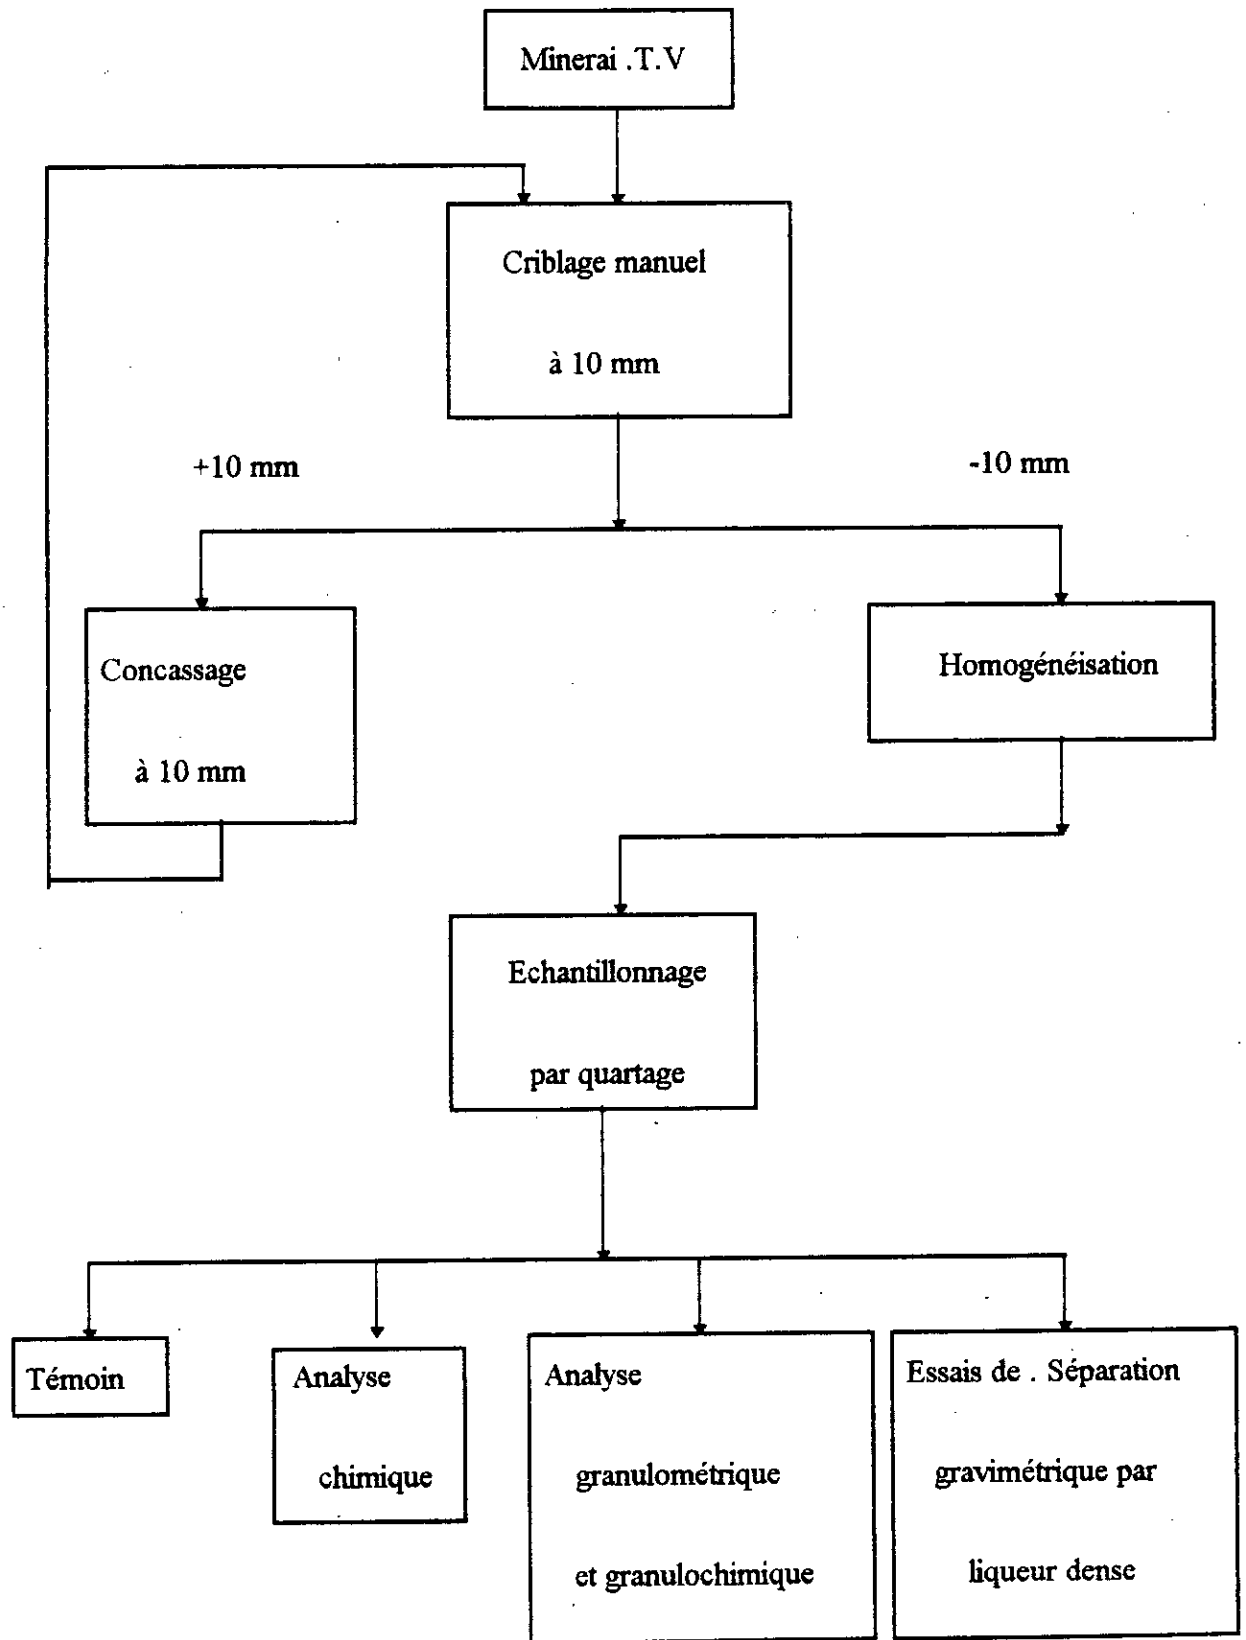 Minerai .T.V
Criblage manuel
à 10 mm
+10 mm
-10 mm
Concassage
à 10 mm
Homogénéisation
Echantillonnage
par quartage
Témoin
Analyse
chimique
Analyse
granulométrique
et granulochimique
Essais de . Séparation
gravimétrique par
liqueur dense